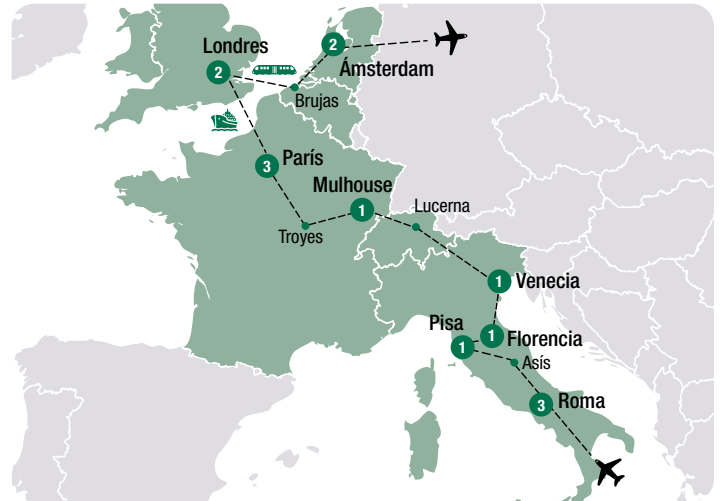 Londres
2
2
Ámsterdam
Brujas
3
París
Mulhouse
1
Troyes
Lucerna
1
Venecia
Pisa
1
1
Florencia
Asís
3
Roma